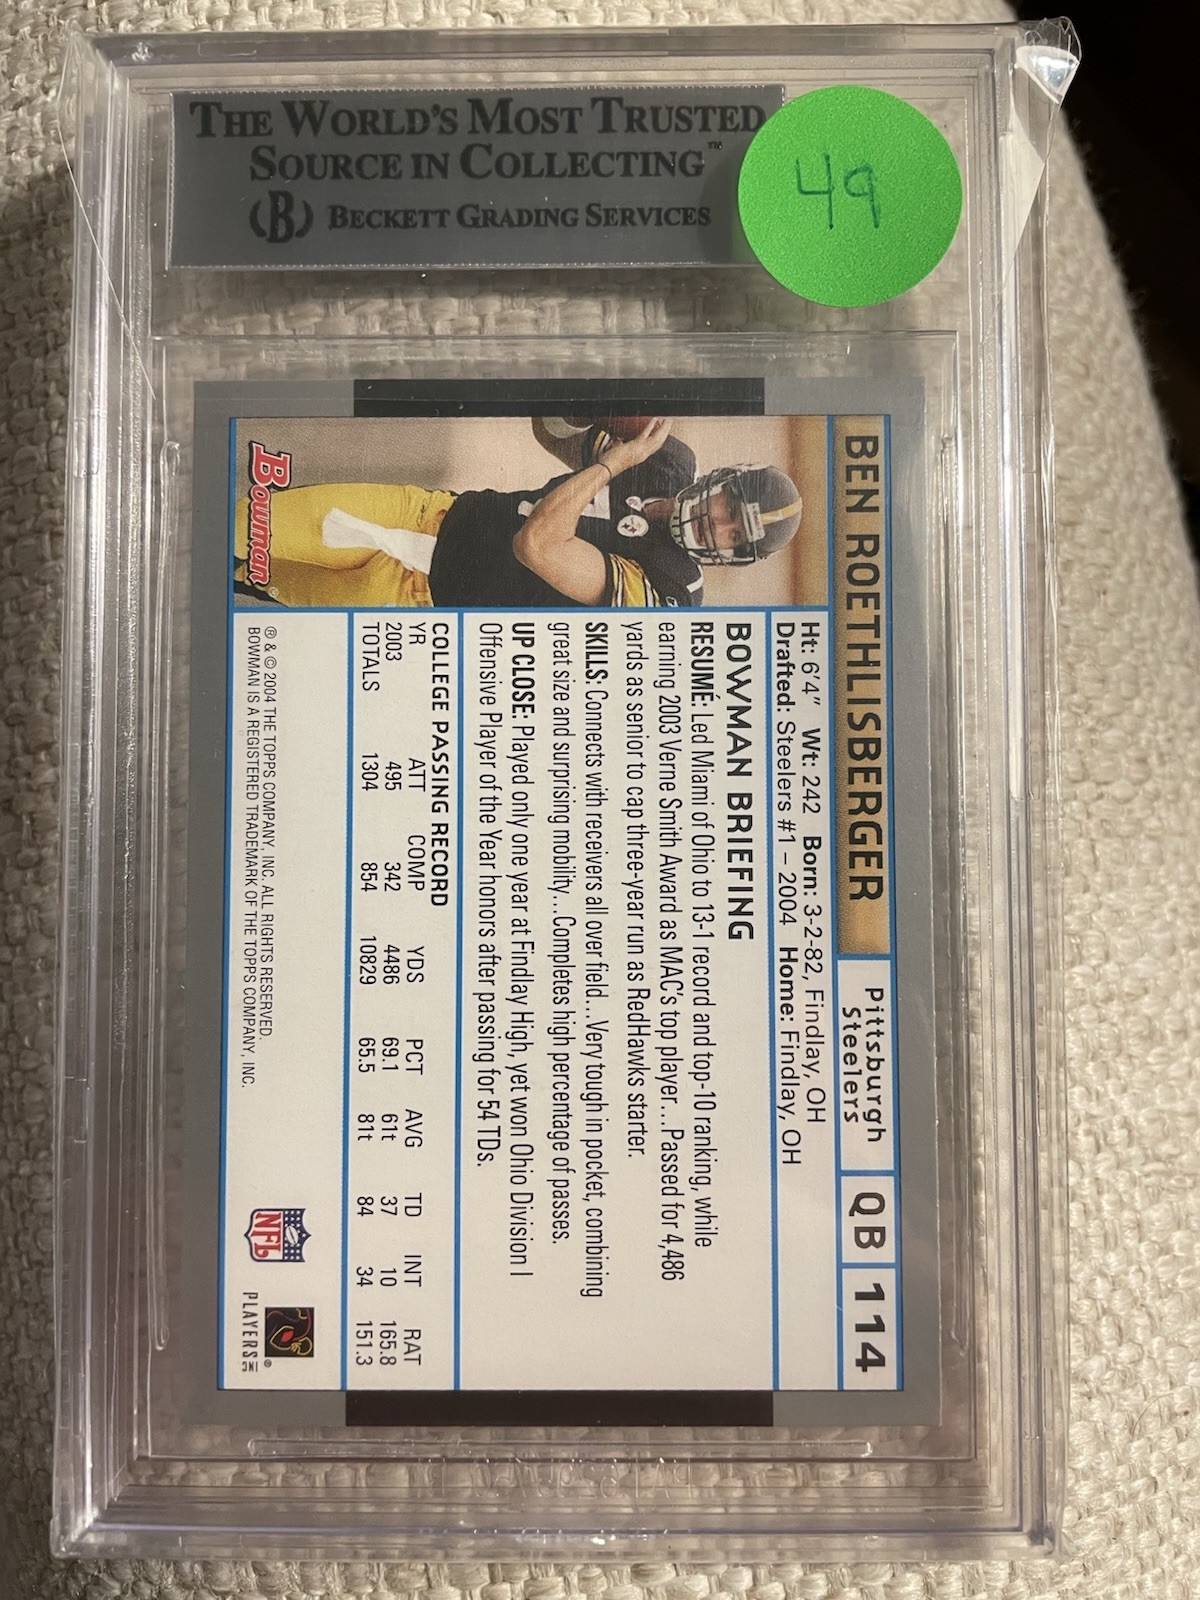 THE WORLD'S MOST TRUSTED
SOURCE IN COLLECTING™
(B) BECKETT GRADING SERVICES
49
BEN ROETHLISBERGER
Pittsburgh
Steelers
QB
114
Ht: 6'4" Wt: 242 Born: 3-2-82, Findlay, OH
Drafted: Steelers #1 – 2004 Home: Findlay, OH
BOWMAN BRIEFING
RESUMÉ: Led Miami of Ohio to 13-1 record and top-10 ranking, while
earning 2003 Verne Smith Award as MAC's top player...Passed for 4,486
yards as senior to cap three-year run as RedHawks starter.
SKILLS: Connects with receivers all over field...Very tough in pocket, combining
great size and surprising mobility...Completes high percentage of passes.
UP CLOSE: Played only one year at Findlay High, yet won Ohio Division I
Offensive Player of the Year honors after passing for 54 TDs.
COLLEGE PASSING RECORD
YR ATT COMP YDS PCT AVG TD INT RAT
2003 495 342 4486 69.1 61t 37 10 165.8
TOTALS 1304 854 10829 65.5 81t 84 34 151.3
Bowman®
® & © 2004 THE TOPPS COMPANY, INC. ALL RIGHTS RESERVED.
BOWMAN IS A REGISTERED TRADEMARK OF THE TOPPS COMPANY, INC.
NFL
PLAYERS INC